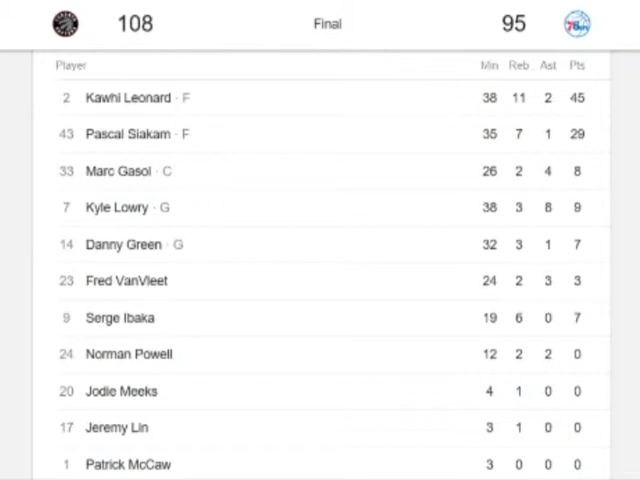 108 Final 95
Player Min Reb Ast Pts
2 Kawhi Leonard · F 38 11 2 45
43 Pascal Siakam · F 35 7 1 29
33 Marc Gasol · C 26 2 4 8
7 Kyle Lowry · G 38 3 8 9
14 Danny Green · G 32 3 1 7
23 Fred VanVleet 24 2 3 3
9 Serge Ibaka 19 6 0 7
24 Norman Powell 12 2 2 0
20 Jodie Meeks 4 1 0 0
17 Jeremy Lin 3 1 0 0
1 Patrick McCaw 3 0 0 0